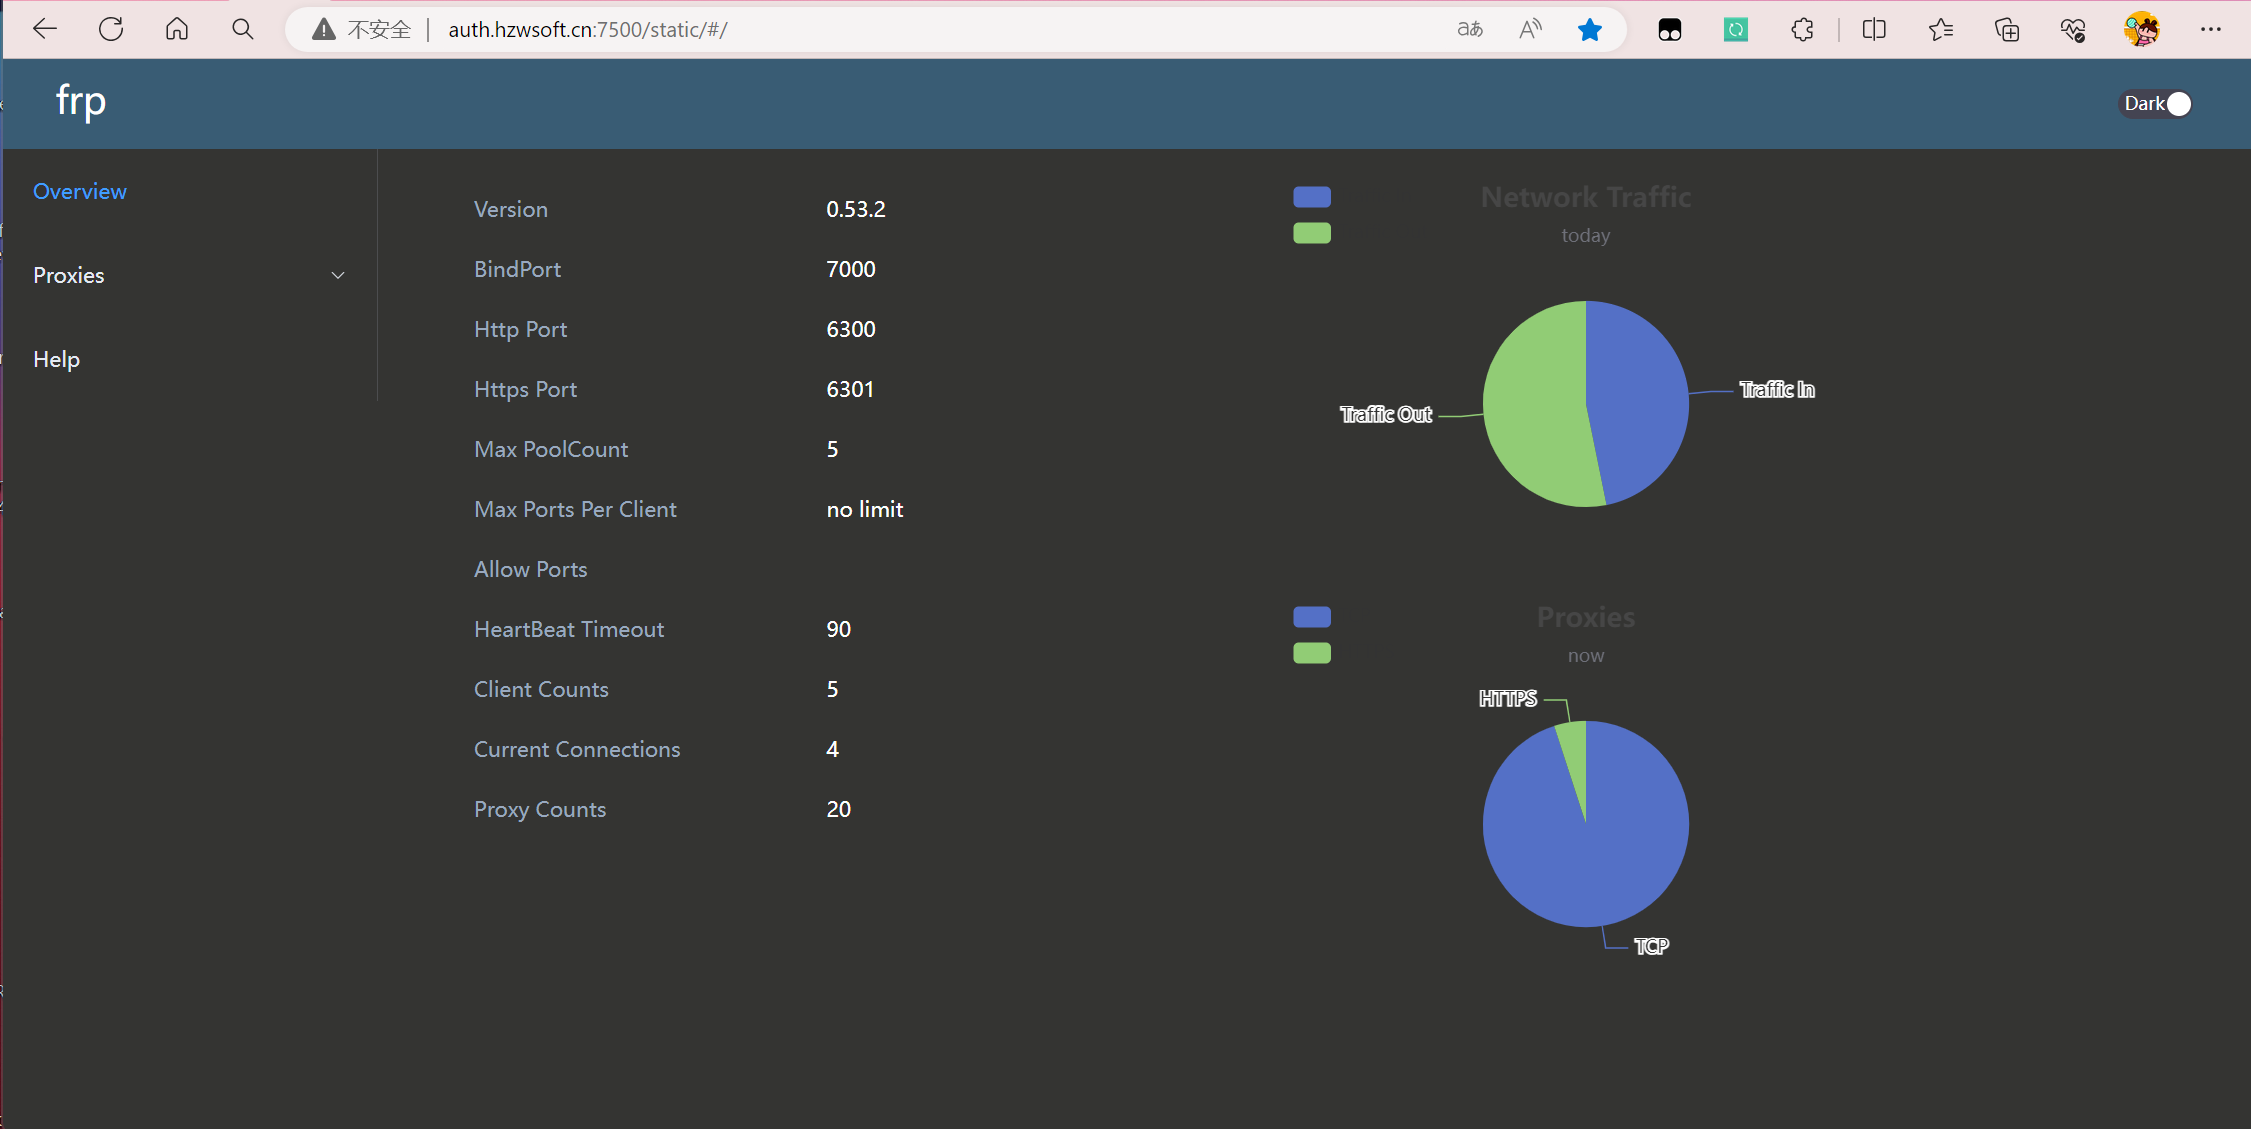 不安全 | auth.hzwsoft.cn:7500/static/#/
frp
Dark
Overview
Proxies
Help
Version 0.53.2
BindPort 7000
Http Port 6300
Https Port 6301
Max PoolCount 5
Max Ports Per Client no limit
Allow Ports
HeartBeat Timeout 90
Client Counts 5
Current Connections 4
Proxy Counts 20
Network Traffic
today
Traffic In
Traffic Out
Proxies
now
HTTPS
TCP